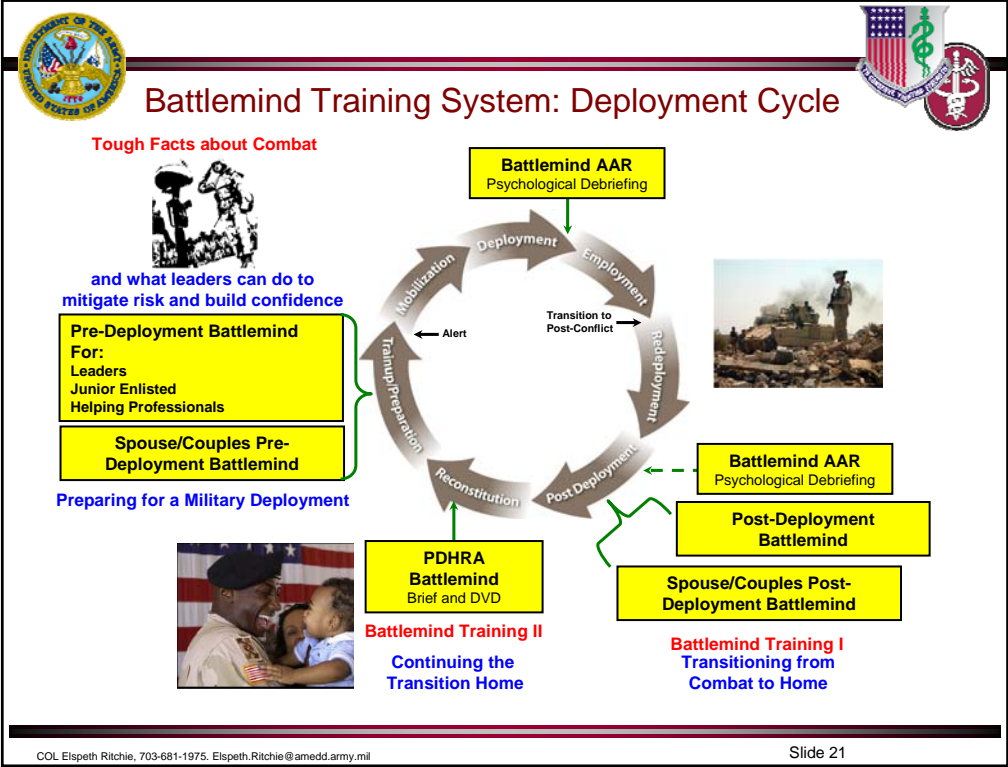 Battlemind Training System: Deployment Cycle
Tough Facts about Combat
and what leaders can do to
mitigate risk and build confidence
Pre-Deployment Battlemind
For:
Leaders
Junior Enlisted
Helping Professionals
Spouse/Couples Pre-
Deployment Battlemind
Preparing for a Military Deployment
Battlemind AAR
Psychological Debriefing
Mobilization
Deployment
Employment
Alert
Transition to
Post-Conflict
Redeployment
Trainup/Preparation
Reconstitution
Post Deployment
Battlemind AAR
Psychological Debriefing
Post-Deployment
Battlemind
Spouse/Couples Post-
Deployment Battlemind
PDHRA
Battlemind
Brief and DVD
Battlemind Training II
Continuing the
Transition Home
Battlemind Training I
Transitioning from
Combat to Home
COL Elspeth Ritchie, 703-681-1975. Elspeth.Ritchie@amedd.army.mil
Slide 21